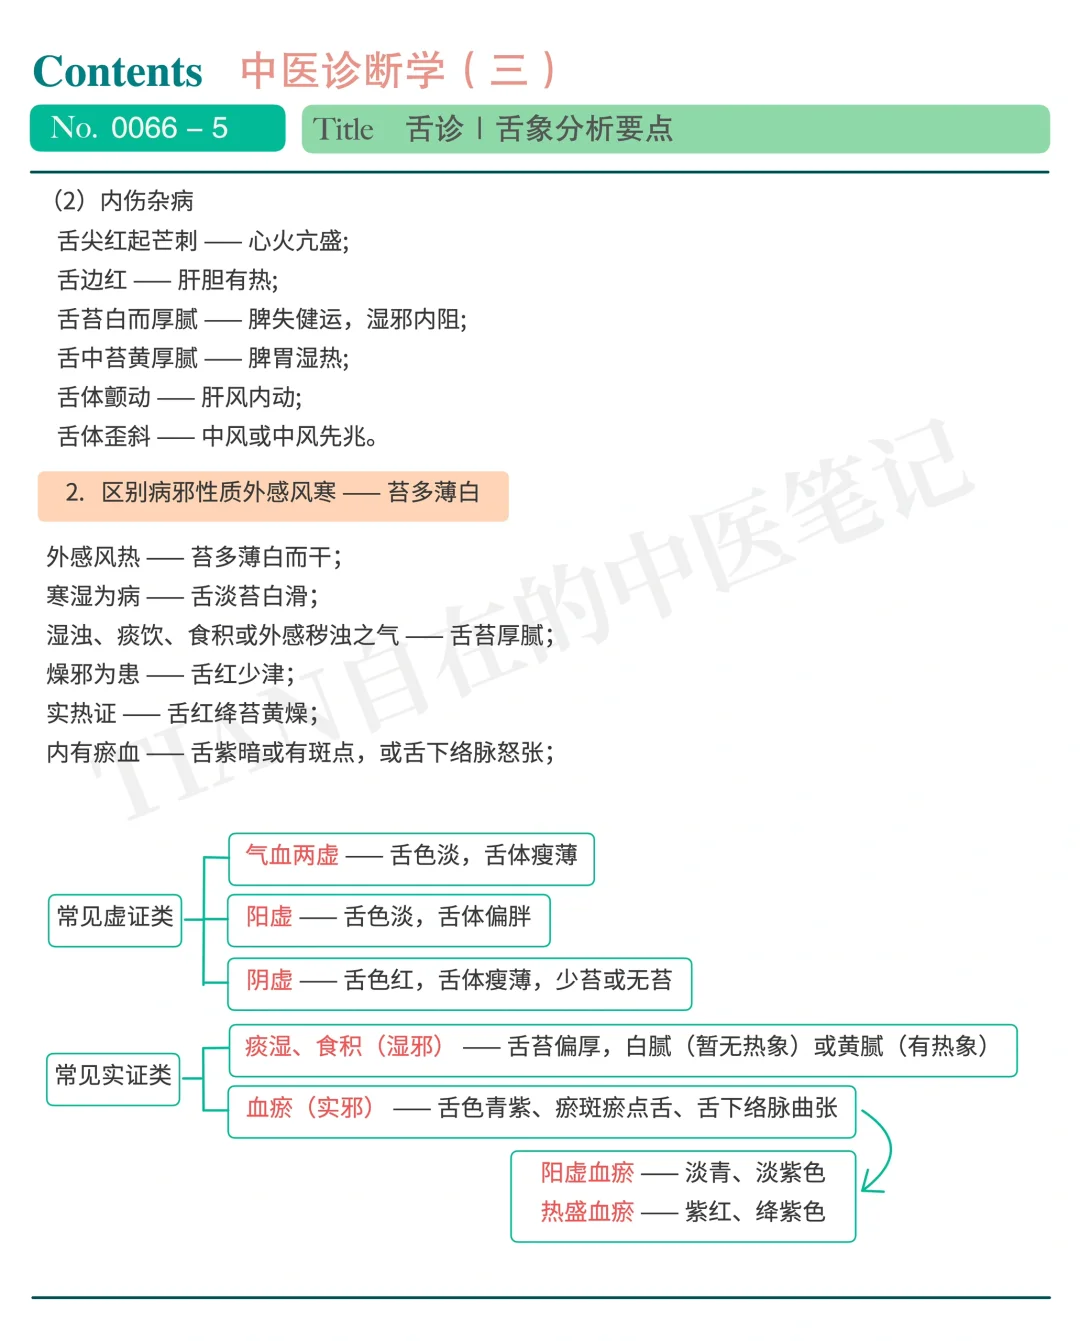 Contents 中医诊断学（三）
No. 0066 – 5
Title 舌诊丨舌象分析要点
（2）内伤杂病
舌尖红起芒刺 —— 心火亢盛;
舌边红 —— 肝胆有热;
舌苔白而厚腻 —— 脾失健运，湿邪内阻;
舌中苔黄厚腻 —— 脾胃湿热;
舌体颤动 —— 肝风内动;
舌体歪斜 —— 中风或中风先兆。
2. 区别病邪性质外感风寒 —— 苔多薄白
外感风热 —— 苔多薄白而干；
寒湿为病 —— 舌淡苔白滑；
湿浊、痰饮、食积或外感秽浊之气 —— 舌苔厚腻；
燥邪为患 —— 舌红少津；
实热证 —— 舌红绛苔黄燥；
内有瘀血 —— 舌紫暗或有斑点，或舌下络脉怒张；
TIAN自在的中医笔记
常见虚证类
气血两虚 —— 舌色淡，舌体瘦薄
阳虚 —— 舌色淡，舌体偏胖
阴虚 —— 舌色红，舌体瘦薄，少苔或无苔
常见实证类
痰湿、食积（湿邪） —— 舌苔偏厚，白腻（暂无热象）或黄腻（有热象）
血瘀（实邪） —— 舌色青紫、瘀斑瘀点舌、舌下络脉曲张
阳虚血瘀 —— 淡青、淡紫色
热盛血瘀 —— 紫红、绛紫色